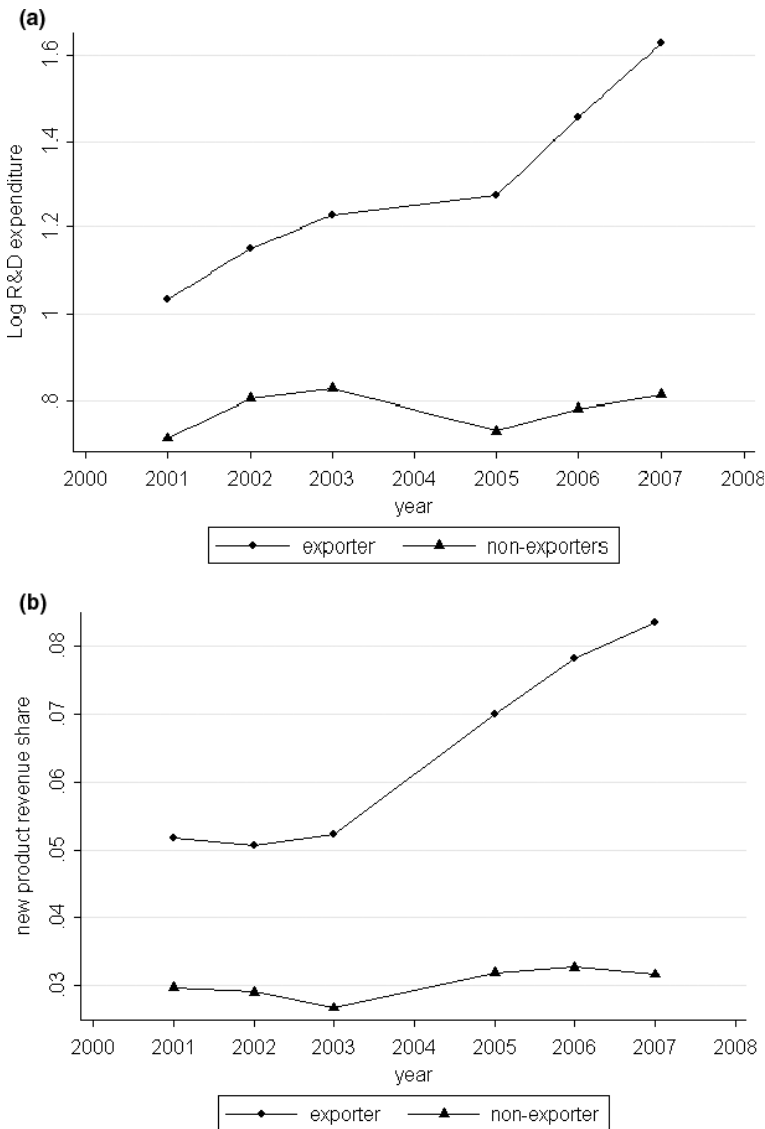 (a)
Log R&D expenditure
1.6
1.4
1.2
1
.8
2000 2001 2002 2003 2004 2005 2006 2007 2008
year
exporter non-exporters
(b)
new product revenue share
.08
.07
.06
.05
.04
.03
2000 2001 2002 2003 2004 2005 2006 2007 2008
year
exporter non-exporter